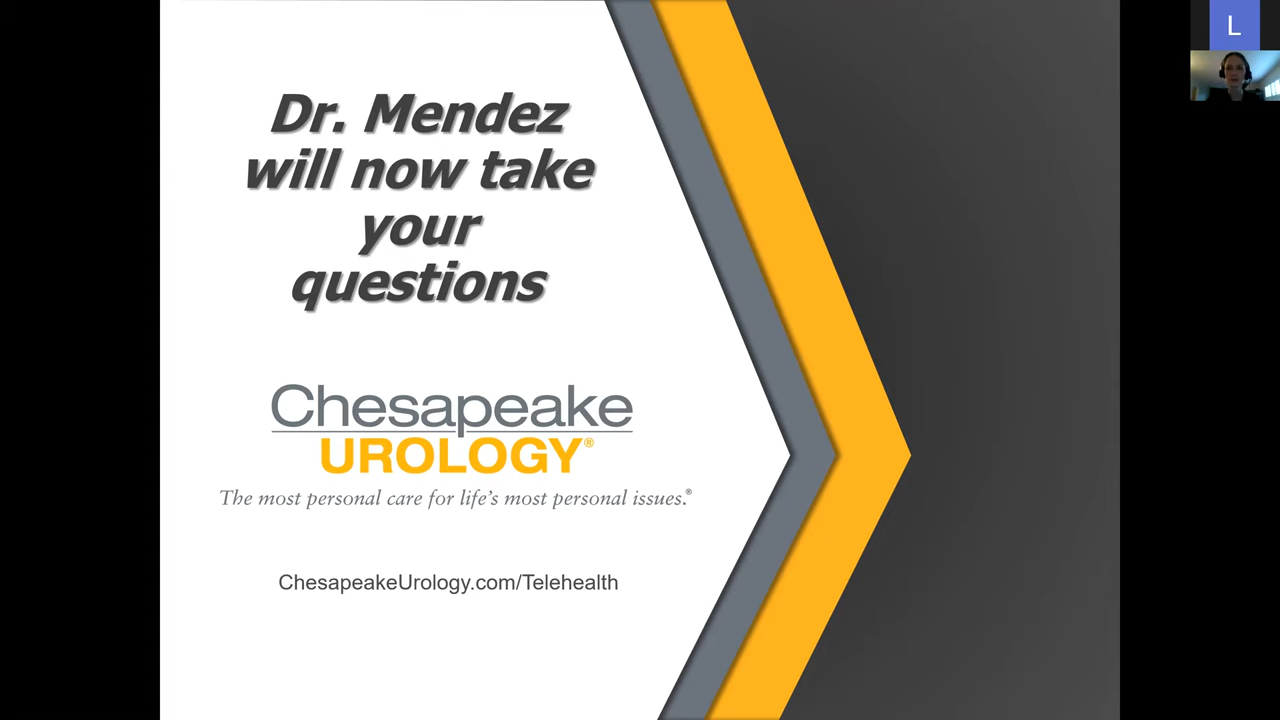 Dr. Mendez
will now take
your
questions
Chesapeake
UROLOGY®
The most personal care for life's most personal issues.®
ChesapeakeUrology.com/Telehealth
L